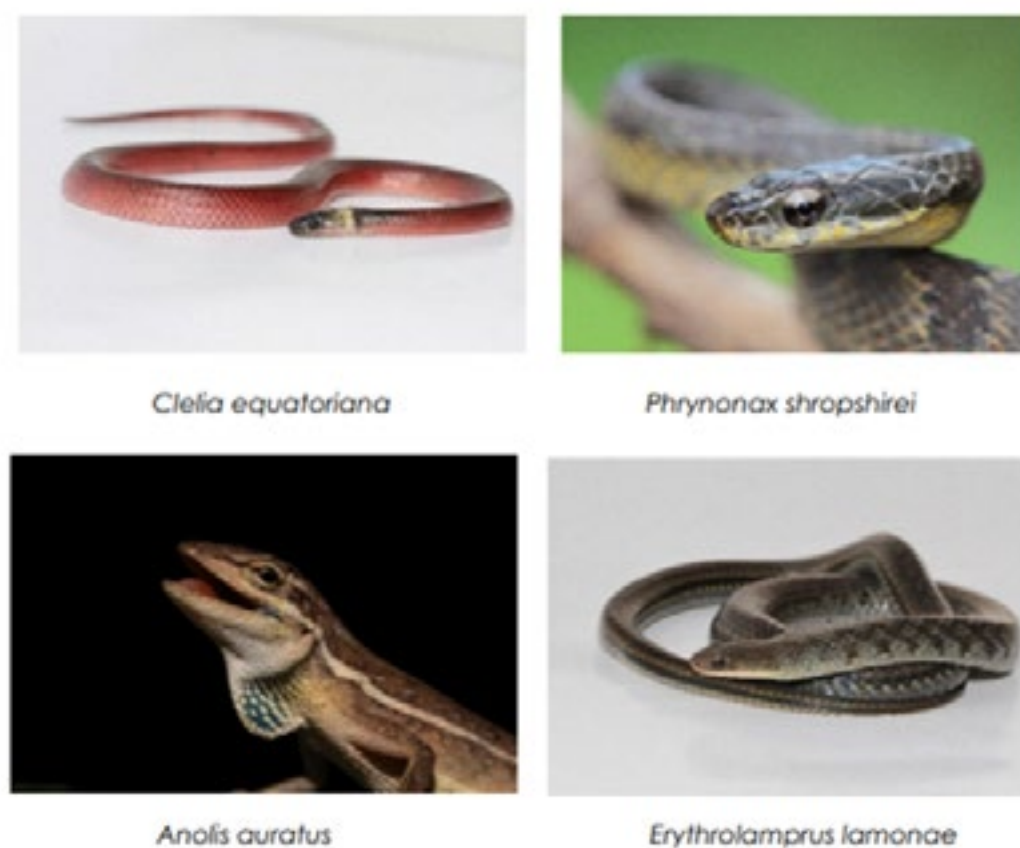 Clelia equatoriana
Phrynonax shropshirei
Anolis auratus
Erythrolamprus lamonae